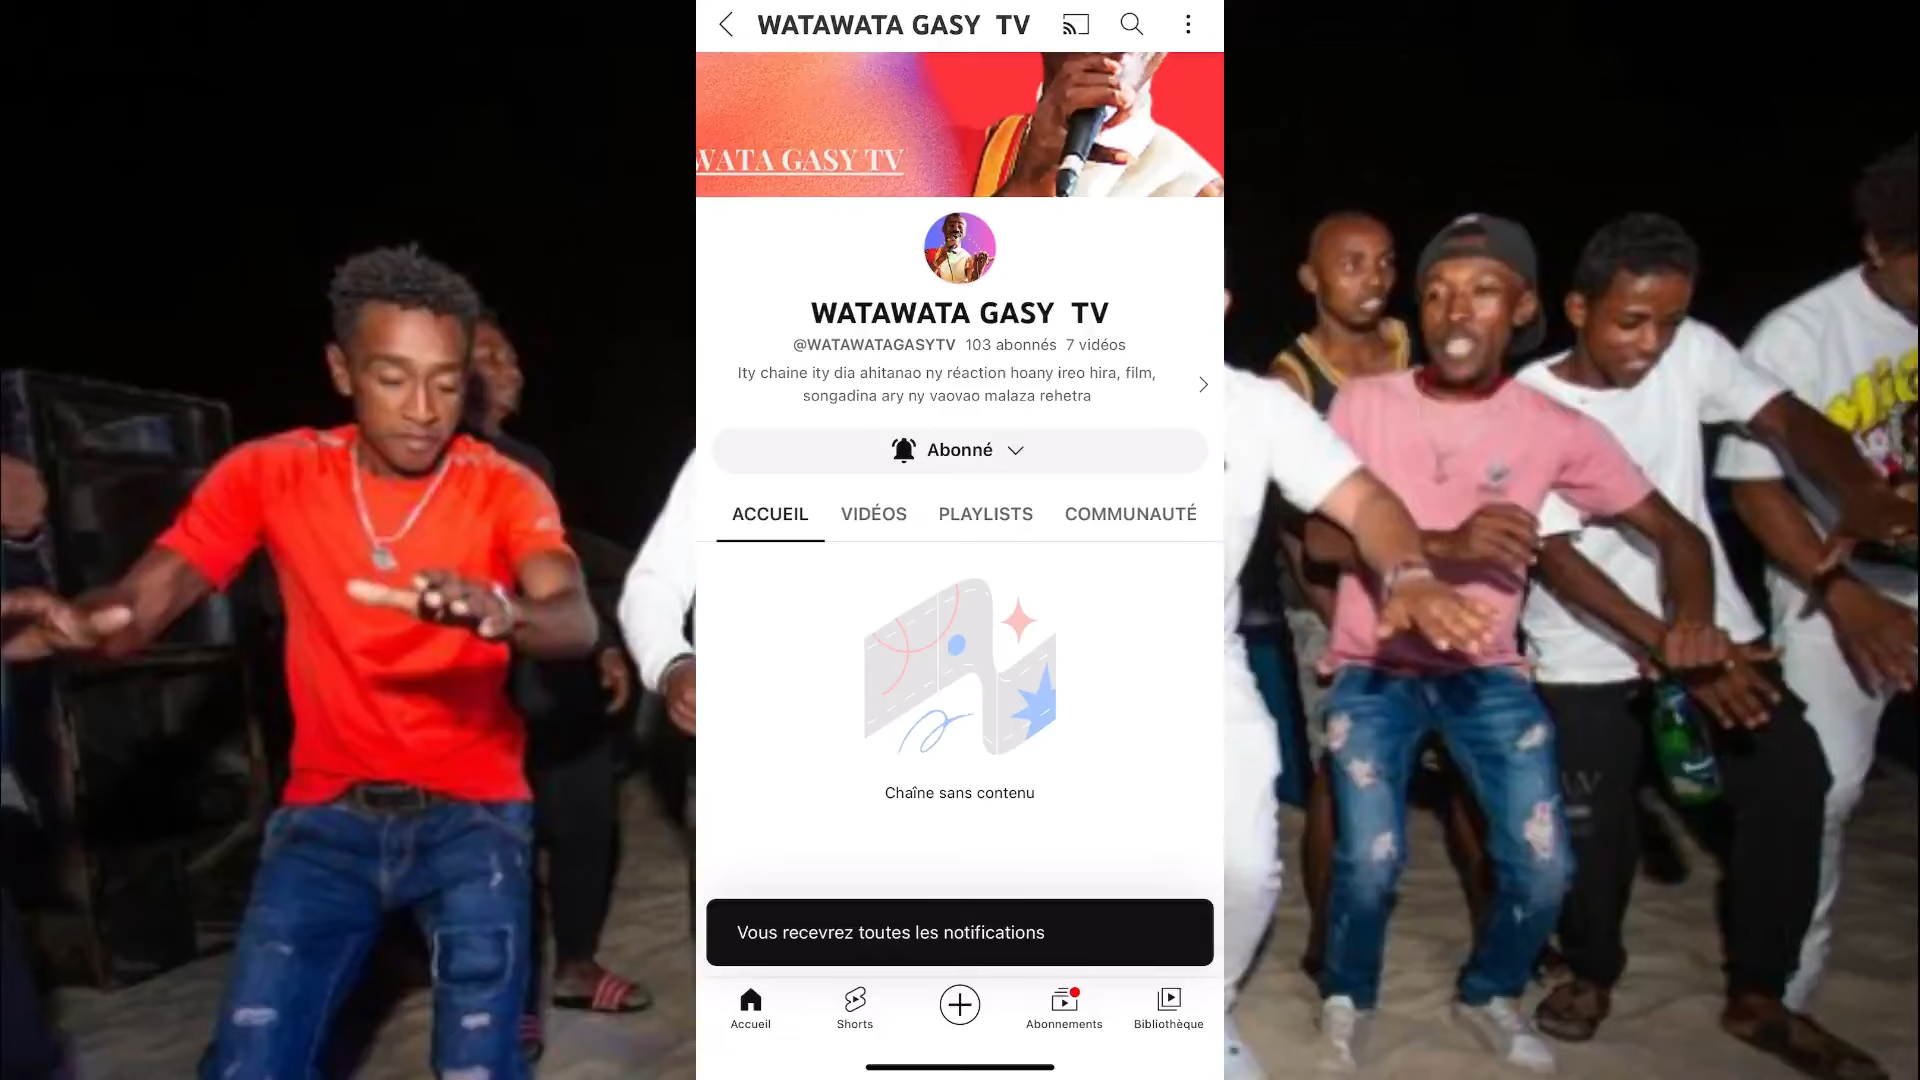 WATAWATA GASY TV
WATA GASY TV
WATAWATA GASY TV
@WATAWATAGASYTV 103 abonnés 7 vidéos
Ity chaine ity dia ahitanao ny réaction hoany ireo hira, film,
songadina ary ny vaovao malaza rehetra
Abonné
ACCUEIL VIDÉOS PLAYLISTS COMMUNAUTÉ
Chaîne sans contenu
Vous recevrez toutes les notifications
Accueil Shorts Abonnements Bibliothèque